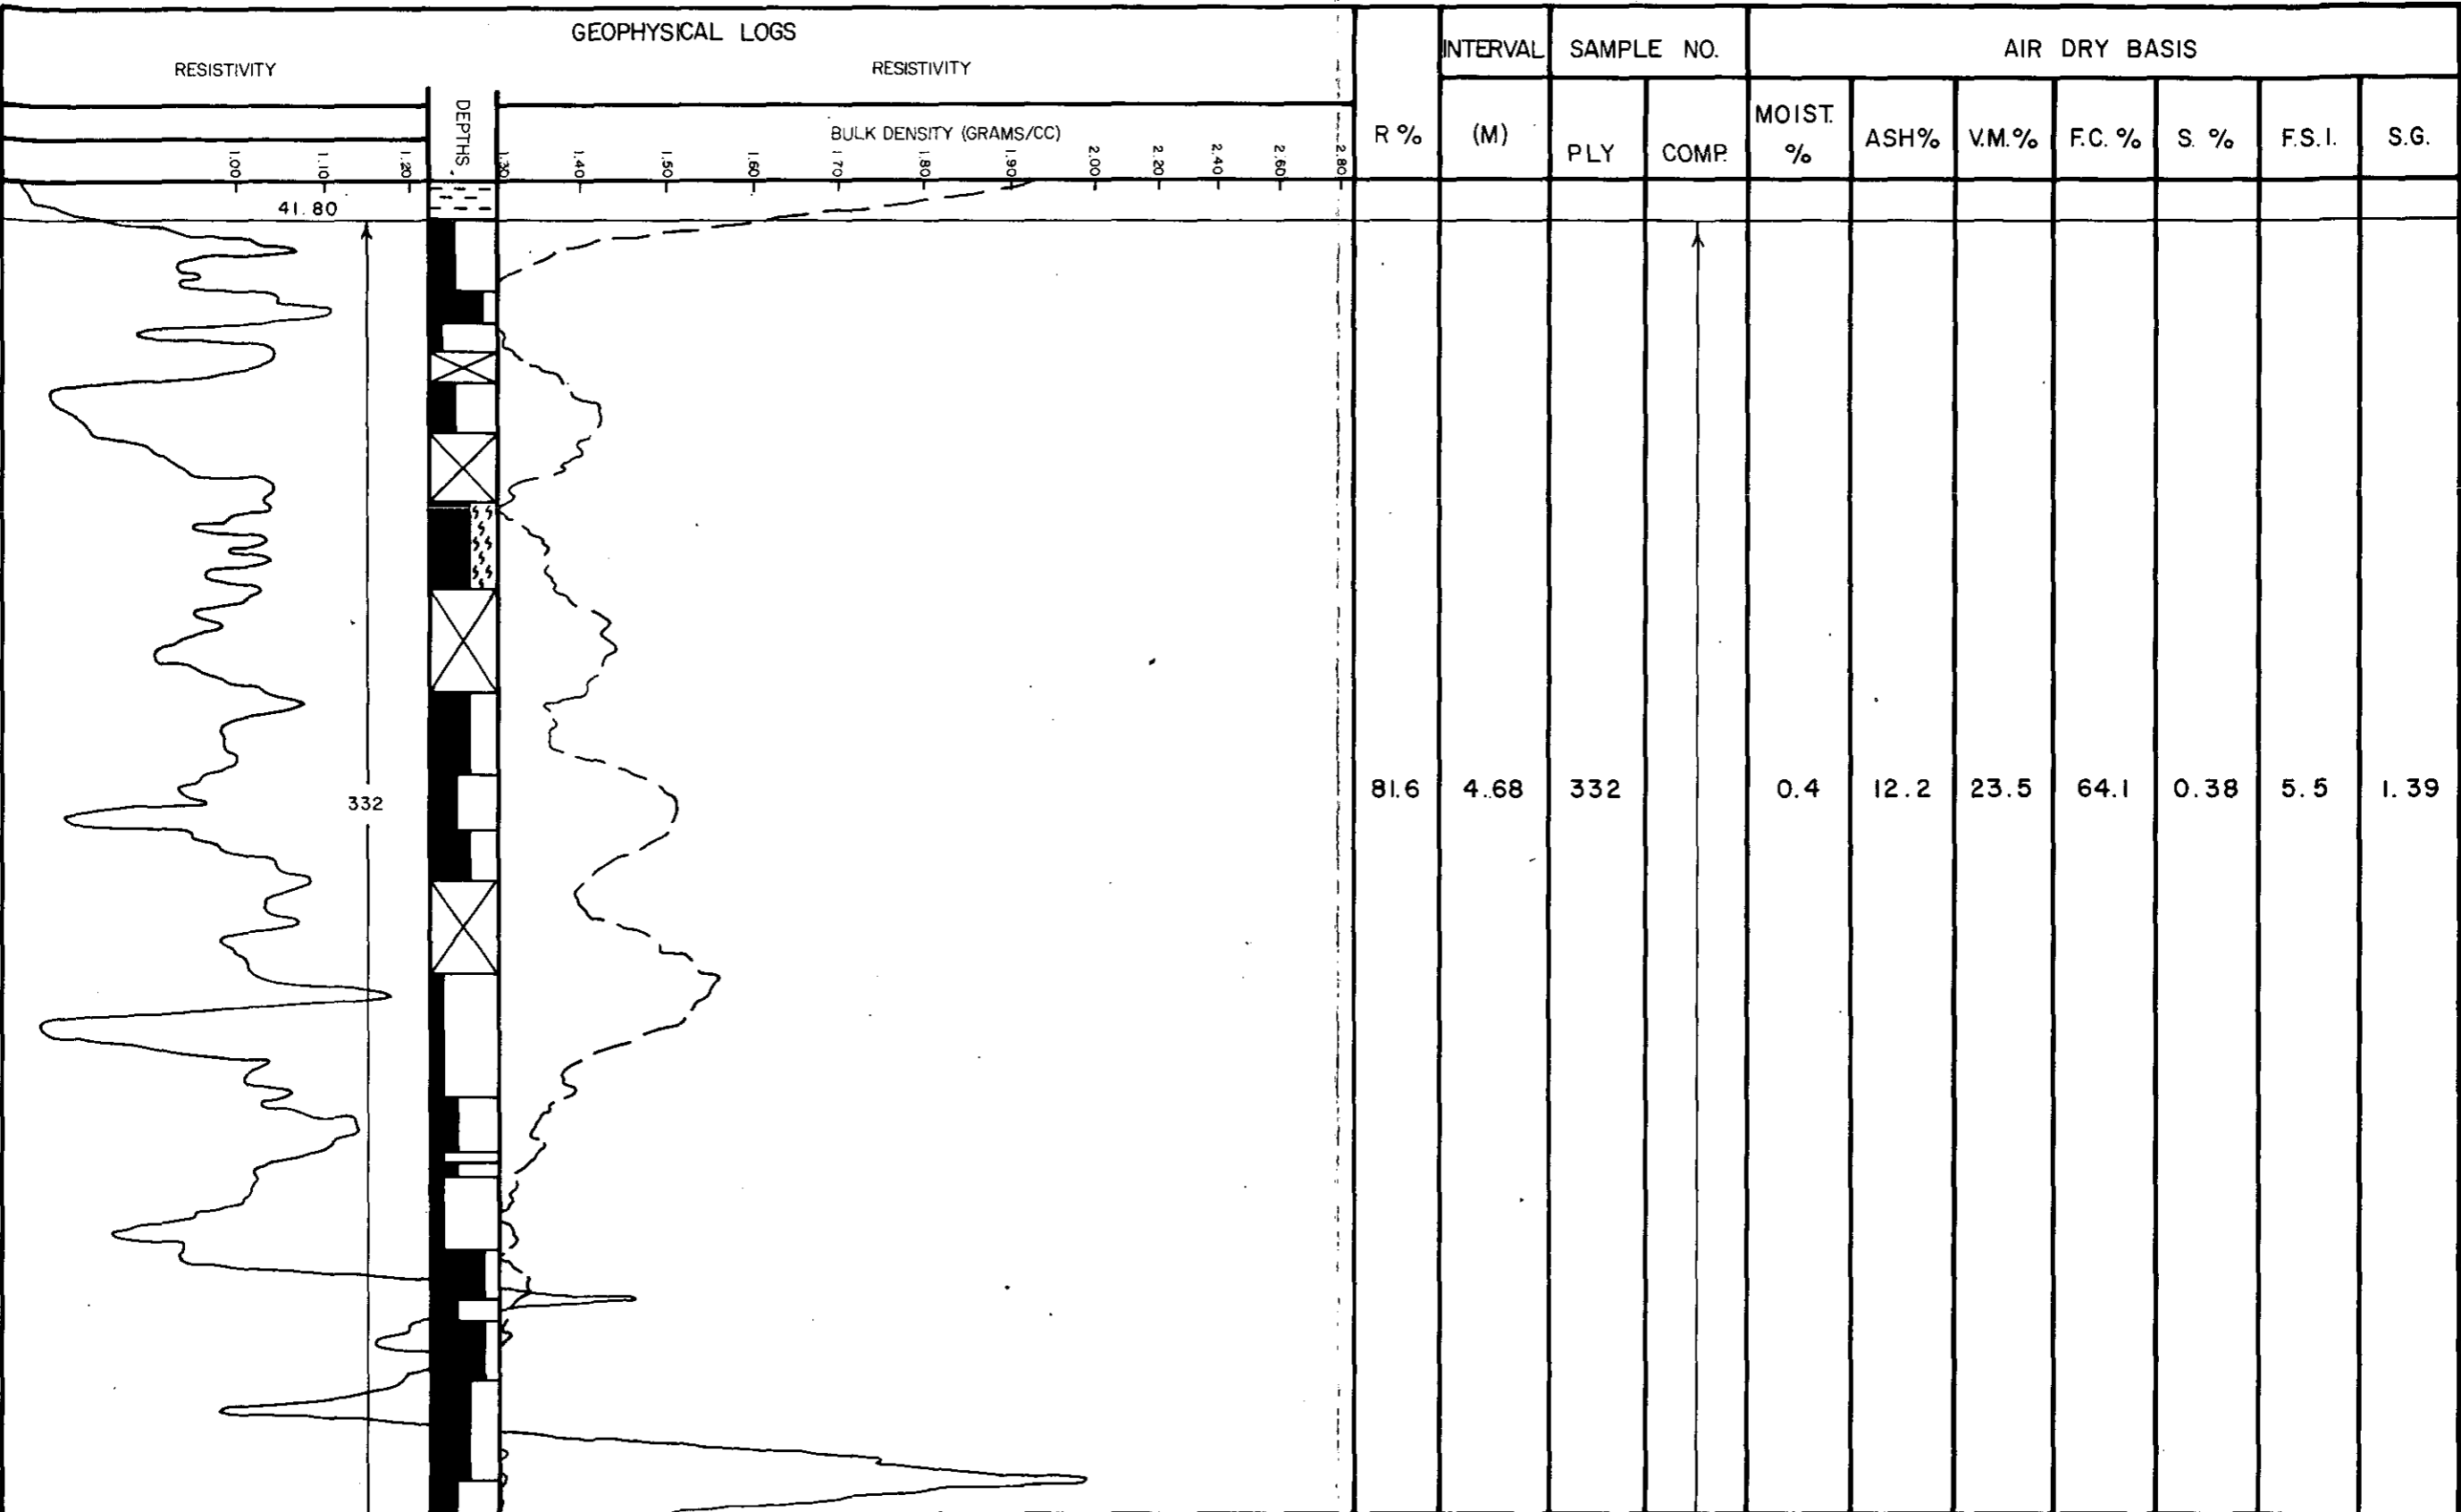 GEOPHYSICAL LOGS
RESISTIVITY
RESISTIVITY
INTERVAL SAMPLE NO. AIR DRY BASIS
DEPTHS
BULK DENSITY (GRAMS/CC)
R % (M) PLY COMP. MOIST. % ASH% V.M.% F.C. % S. % F.S.I. S.G.
1.00 1.10 1.20 1.30 1.40 1.50 1.60 1.70 1.80 1.90 2.00 2.20 2.40 2.60 2.80
41.80
332
81.6 4.68 332 0.4 12.2 23.5 64.1 0.38 5.5 1.39